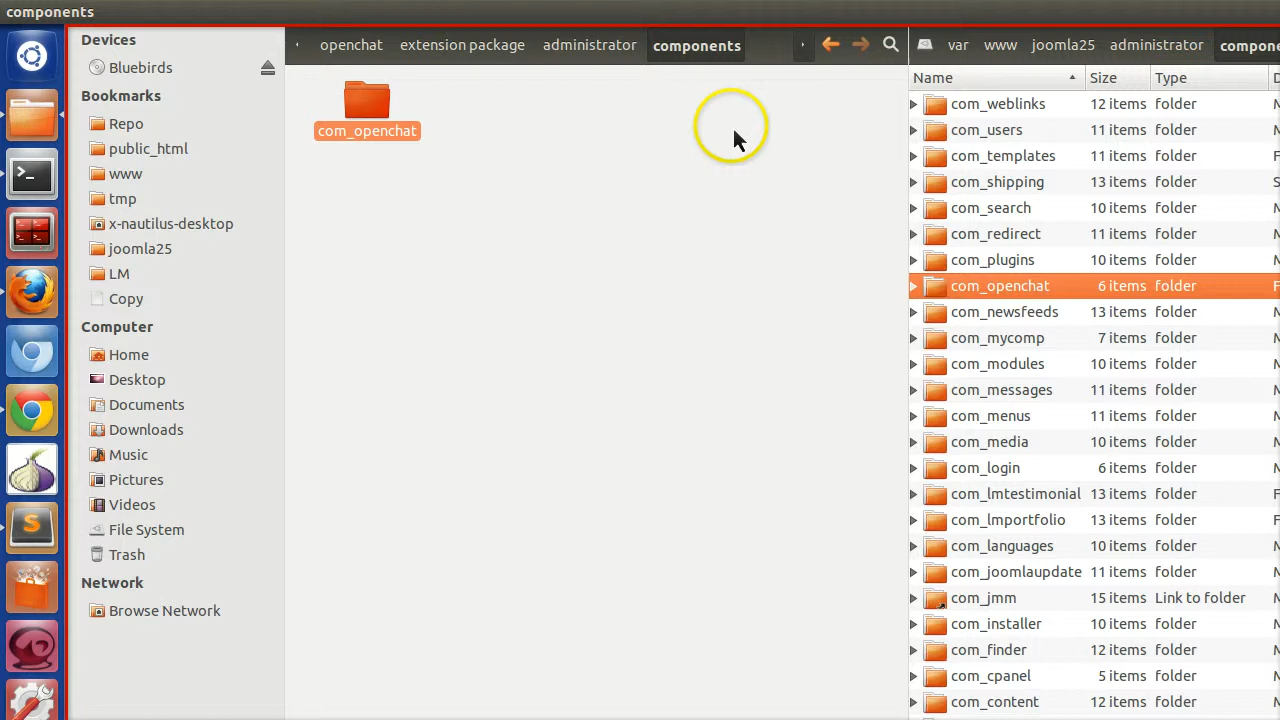 components
Devices
Bluebirds
Bookmarks
Repo
public_html
www
tmp
x-nautilus-desktop
joomla25
LM
Copy
Computer
Home
Desktop
Documents
Downloads
Music
Pictures
Videos
File System
Trash
Network
Browse Network
openchat extension package administrator components
com_openchat
var www joomla25 administrator compone
Name Size Type
com_weblinks 12 items folder
com_users 11 items folder
com_templates 11 items folder
com_shipping 8 items folder
com_search 9 items folder
com_redirect 11 items folder
com_plugins 10 items folder
com_openchat 6 items folder
com_newsfeeds 13 items folder
com_mycomp 7 items folder
com_modules 10 items folder
com_messages 11 items folder
com_menus 10 items folder
com_media 10 items folder
com_login 6 items folder
com_lmtestimonial 13 items folder
com_lmportfolio 8 items folder
com_languages 10 items folder
com_joomlaupdate 12 items folder
com_jmm items Link to folder
com_installer 10 items folder
com_finder 12 items folder
com_cpanel 5 items folder
com_content 12 items folder